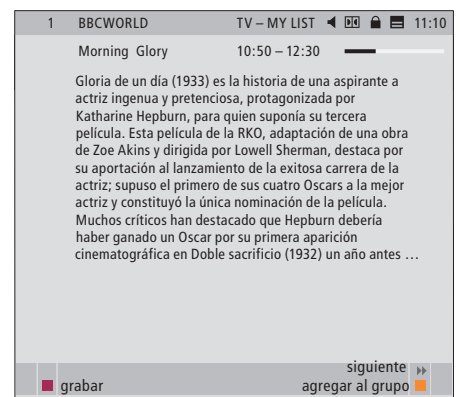 1 BBCWORLD TV – MY LIST 11:10
Morning Glory 10:50 – 12:30
Gloria de un día (1933) es la historia de una aspirante a
actriz ingenua y pretenciosa, protagonizada por
Katharine Hepburn, para quien suponía su tercera
película. Esta película de la RKO, adaptación de una obra
de Zoe Akins y dirigida por Lowell Sherman, destaca por
su aportación al lanzamiento de la exitosa carrera de la
actriz; supuso el primero de sus cuatro Oscars a la mejor
actriz y constituyó la única nominación de la película.
Muchos críticos han destacado que Hepburn debería
haber ganado un Oscar por su primera aparición
cinematográfica en Doble sacrificio (1932) un año antes …
siguiente
grabar agregar al grupo